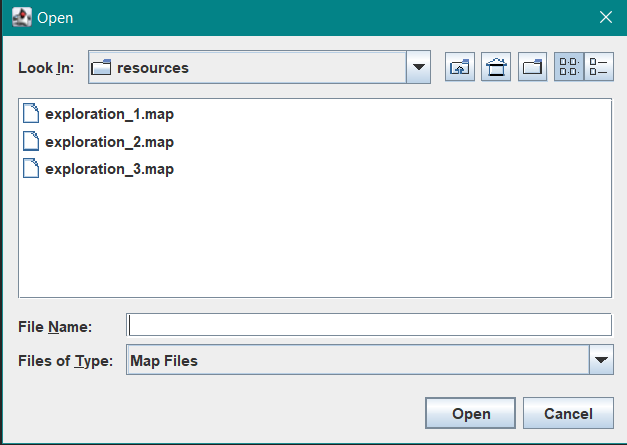 Open
Look In: resources
exploration_1.map
exploration_2.map
exploration_3.map
File Name:
Files of Type: Map Files
Open Cancel